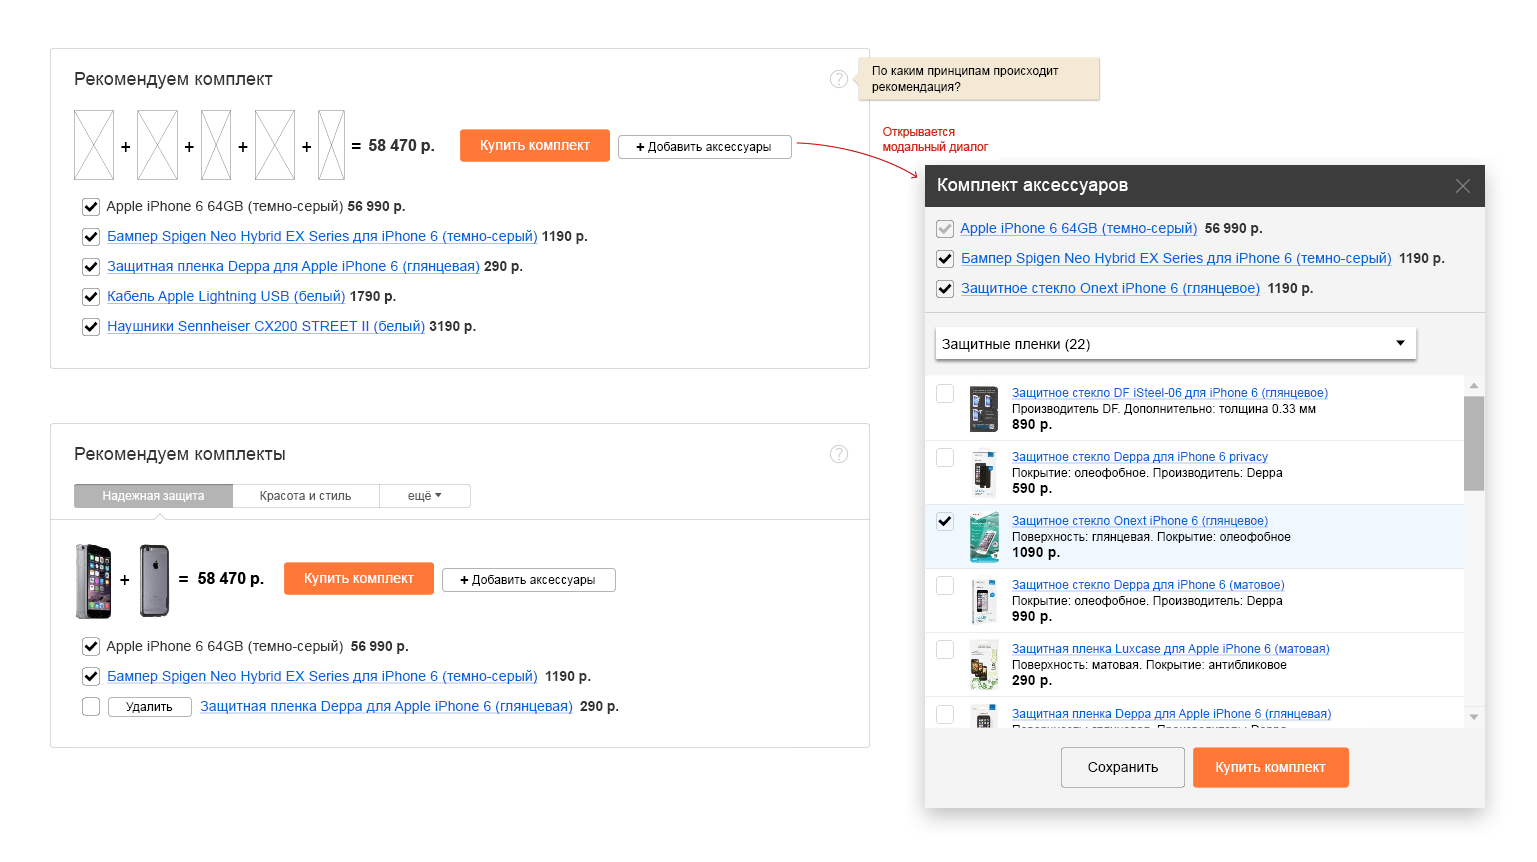 Рекомендуем комплект
?
По каким принципам происходит
рекомендация?
+ + + + = 58 470 р.
Купить комплект
+ Добавить аксессуары
Открывается
модальный диалог
Apple iPhone 6 64GB (темно-серый) 56 990 р.
Бампер Spigen Neo Hybrid EX Series для iPhone 6 (темно-серый) 1190 р.
Защитная пленка Deppa для Apple iPhone 6 (глянцевая) 290 р.
Кабель Apple Lightning USB (белый) 1790 р.
Наушники Sennheiser CX200 STREET II (белый) 3190 р.
Рекомендуем комплекты
?
Надежная защита
Красота и стиль
ещё
+ = 58 470 р.
Купить комплект
+ Добавить аксессуары
Apple iPhone 6 64GB (темно-серый) 56 990 р.
Бампер Spigen Neo Hybrid EX Series для iPhone 6 (темно-серый) 1190 р.
Удалить Защитная пленка Deppa для Apple iPhone 6 (глянцевая) 290 р.
Комплект аксессуаров
Apple iPhone 6 64GB (темно-серый) 56 990 р.
Бампер Spigen Neo Hybrid EX Series для iPhone 6 (темно-серый) 1190 р.
Защитное стекло Onext iPhone 6 (глянцевое) 1190 р.
Защитные пленки (22)
Защитное стекло DF iSteel-06 для iPhone 6 (глянцевое)
Производитель DF. Дополнительно: толщина 0.33 мм
890 р.
Защитное стекло Deppa для iPhone 6 privacy
Покрытие: олеофобное. Производитель: Deppa
590 р.
Защитное стекло Onext iPhone 6 (глянцевое)
Поверхность: глянцевая. Покрытие: олеофобное
1090 р.
Защитное стекло Deppa для iPhone 6 (матовое)
Покрытие: олеофобное. Производитель: Deppa
990 р.
Защитная пленка Luxcase для Apple iPhone 6 (матовая)
Поверхность: матовая. Покрытие: антибликовое
290 р.
Защитная пленка Deppa для Apple iPhone 6 (глянцевая)
Поверхность: глянцевая. Производитель: Deppa
Сохранить
Купить комплект